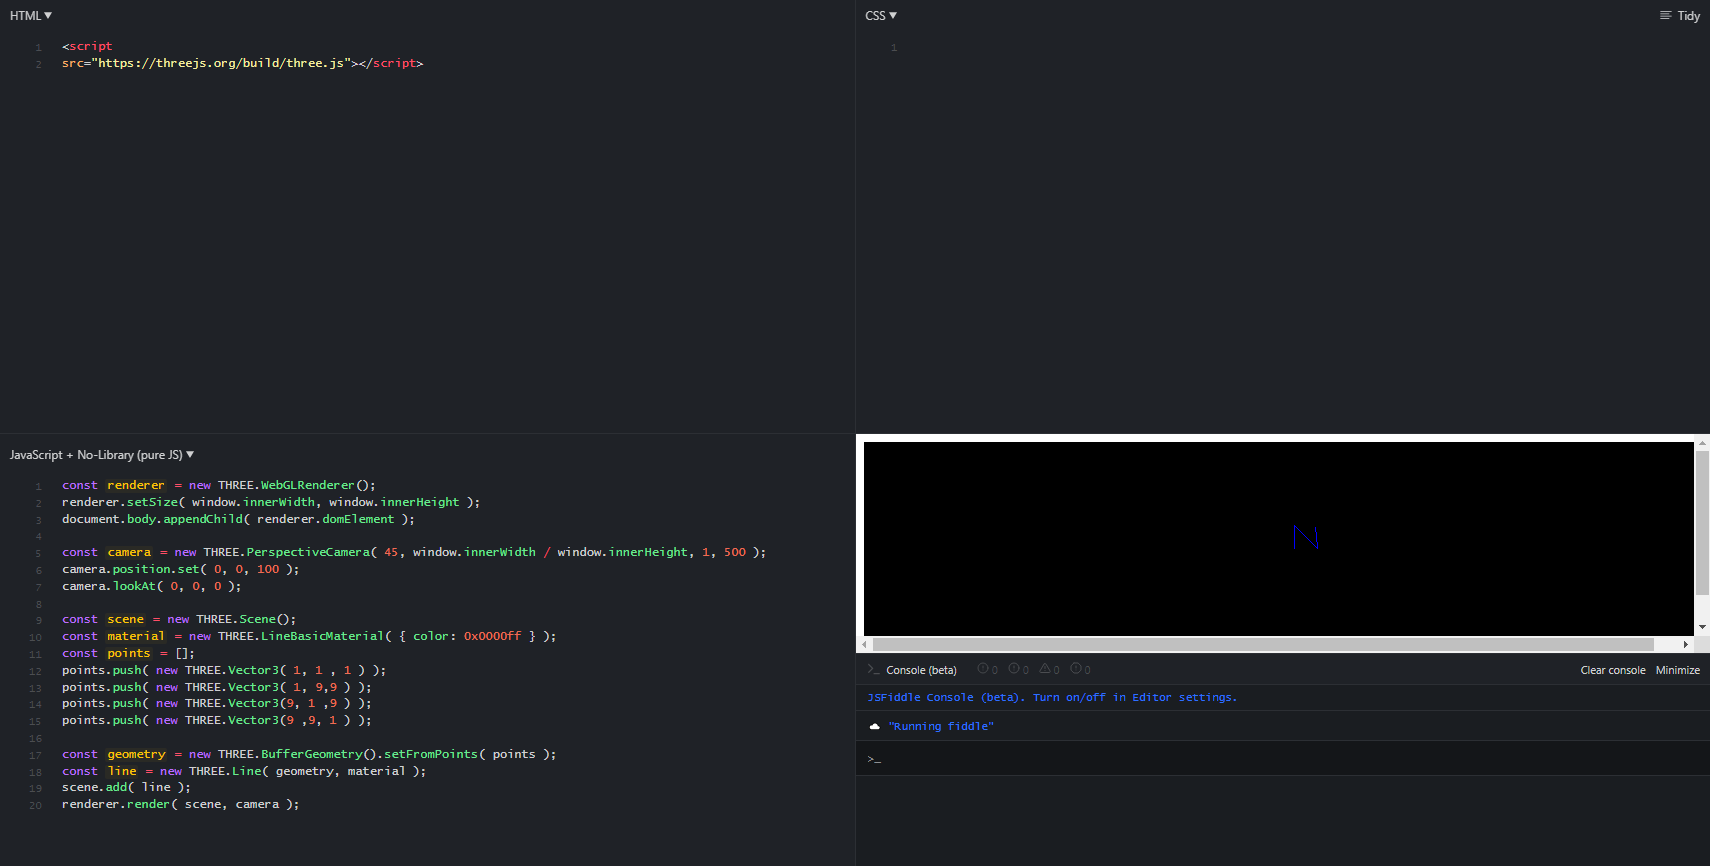 HTML ▼
1 <script
2 src="https://threejs.org/build/three.js"></script>
CSS ▼
Tidy
1
JavaScript + No-Library (pure JS) ▼
1 const renderer = new THREE.WebGLRenderer();
2 renderer.setSize( window.innerWidth, window.innerHeight );
3 document.body.appendChild( renderer.domElement );
4
5 const camera = new THREE.PerspectiveCamera( 45, window.innerWidth / window.innerHeight, 1, 500 );
6 camera.position.set( 0, 0, 100 );
7 camera.lookAt( 0, 0, 0 );
8
9 const scene = new THREE.Scene();
10 const material = new THREE.LineBasicMaterial( { color: 0x0000ff } );
11 const points = [];
12 points.push( new THREE.Vector3( 1, 1 , 1 ) );
13 points.push( new THREE.Vector3( 1, 9,9 ) );
14 points.push( new THREE.Vector3(9, 1 ,9 ) );
15 points.push( new THREE.Vector3(9 ,9, 1 ) );
16
17 const geometry = new THREE.BufferGeometry().setFromPoints( points );
18 const line = new THREE.Line( geometry, material );
19 scene.add( line );
20 renderer.render( scene, camera );
>_ Console (beta) 0 0 0 0 Clear console Minimize
JSFiddle Console (beta). Turn on/off in Editor settings.
"Running fiddle"
>_